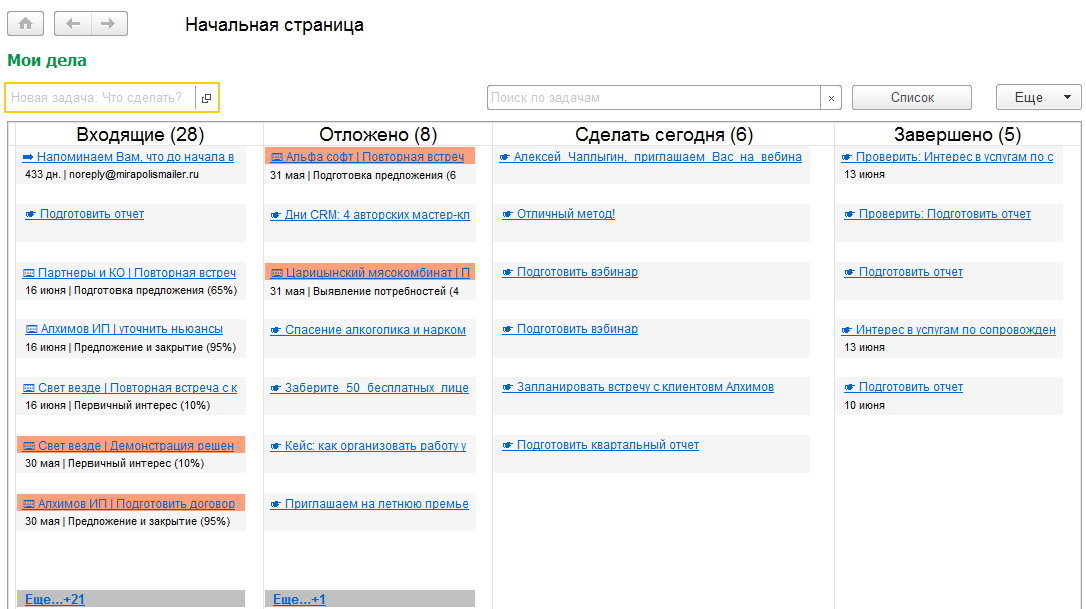 Начальная страница
Мои дела
Новая задача: Что сделать?
Поиск по задачам
×
Список
Еще
Входящие (28)
Напоминаем Вам, что до начала в
433 дн. | noreply@mirapolismailer.ru
Подготовить отчет
Партнеры и КО | Повторная встреч
16 июня | Подготовка предложения (65%)
Алхимов ИП | уточнить ньюансы
16 июня | Предложение и закрытие (95%)
Свет везде | Повторная встреча с к
16 июня | Первичный интерес (10%)
Свет везде | Демонстрация решен
30 мая | Первичный интерес (10%)
Алхимов ИП | Подготовить договор
30 мая | Предложение и закрытие (95%)
Еще...+21
Отложено (8)
Альфа софт | Повторная встреч
31 мая | Подготовка предложения (6
Дни CRM: 4 авторских мастер-кл
Царицынский мясокомбинат | П
31 мая | Выявление потребностей (4
Спасение алкоголика и нарком
Заберите 50 бесплатных лице
Кейс: как организовать работу у
Приглашаем на летнюю премье
Еще...+1
Сделать сегодня (6)
Алексей Чаплыгин, приглашаем Вас на вебина
Отличный метод!
Подготовить вэбинар
Подготовить вэбинар
Запланировать встречу с клиентовм Алхимов
Подготовить квартальный отчет
Завершено (5)
Проверить: Интерес в услугам по с
13 июня
Проверить: Подготовить отчет
Подготовить отчет
Интерес в услугам по сопровожден
13 июня
Подготовить отчет
10 июня